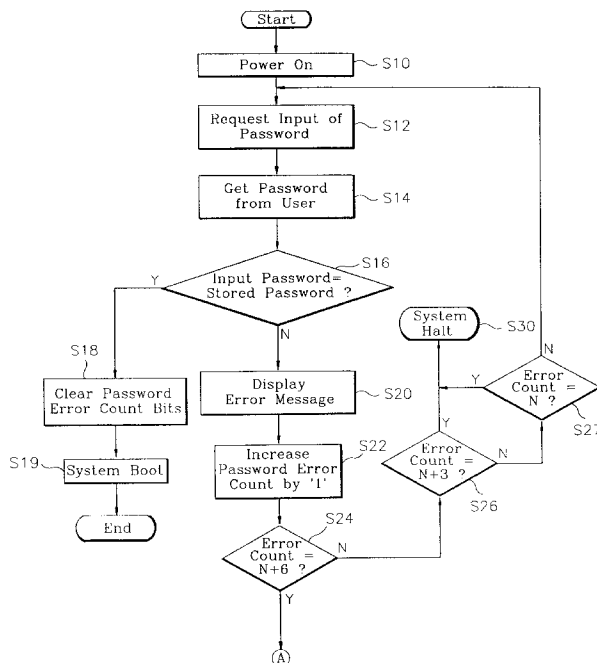 Start
Power On
S10
Request Input of
Password
S12
Get Password
from User
S14
S16
Input Password=
Stored Password ?
Y
N
S18
Clear Password
Error Count Bits
S19
System Boot
End
Display
Error Message
S20
Increase
Password Error
Count by '1'
S22
S24
Error
Count =
N+6 ?
N
Y
A
System
Halt
S30
N
Error
Count =
N ?
Y
S27
Y
Error
Count =
N+3 ?
N
S26